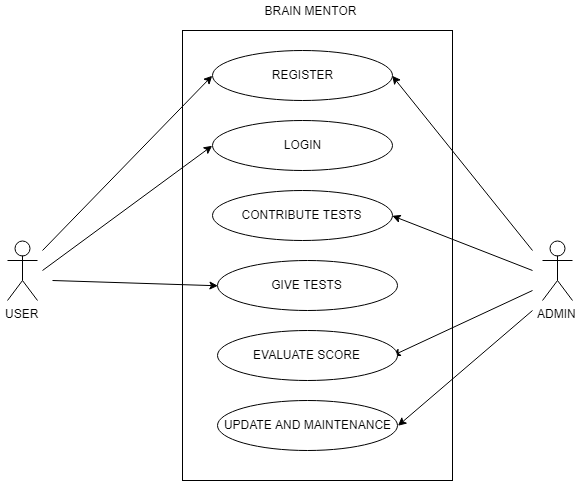 BRAIN MENTOR
REGISTER
LOGIN
CONTRIBUTE TESTS
GIVE TESTS
USER
ADMIN
EVALUATE SCORE
UPDATE AND MAINTENANCE